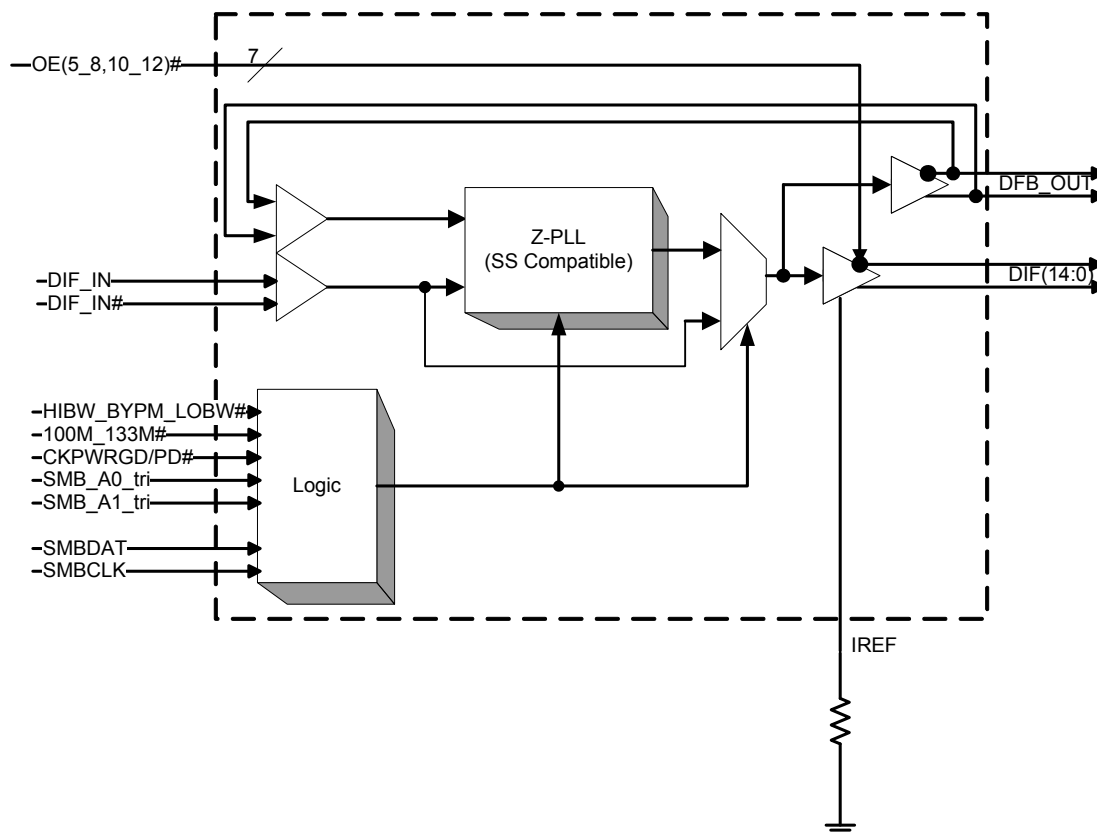 7
OE(5_8,10_12)#
DFB_OUT
Z-PLL
(SS Compatible)
DIF_IN
DIF(14:0)
DIF_IN#
HIBW_BYPM_LOBW#
100M_133M#
CKPWRGD/PD#
SMB_A0_tri
Logic
SMB_A1_tri
SMBDAT
SMBCLK
IREF